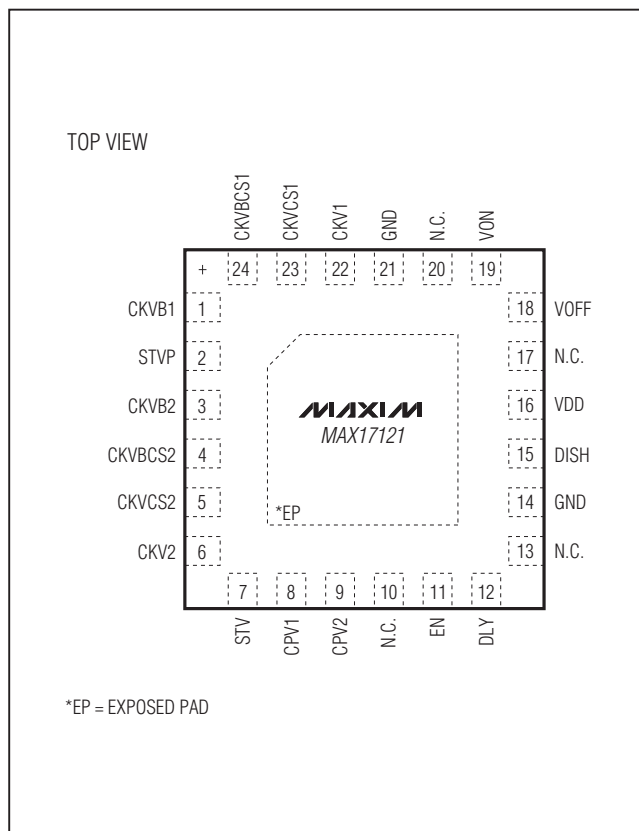 TOP VIEW
CKVBCS1
CKVCS1
CKV1
GND
N.C.
VON
+
24
23
22
21
20
19
CKVB1 1
18 VOFF
STVP 2
17 N.C.
CKVB2 3
16 VDD
CKVBCS2 4
15 DISH
CKVCS2 5
14 GND
CKV2 6
13 N.C.
MAXIM
MAX17121
*EP
7
8
9
10
11
12
STV
CPV1
CPV2
N.C.
EN
DLY
*EP = EXPOSED PAD